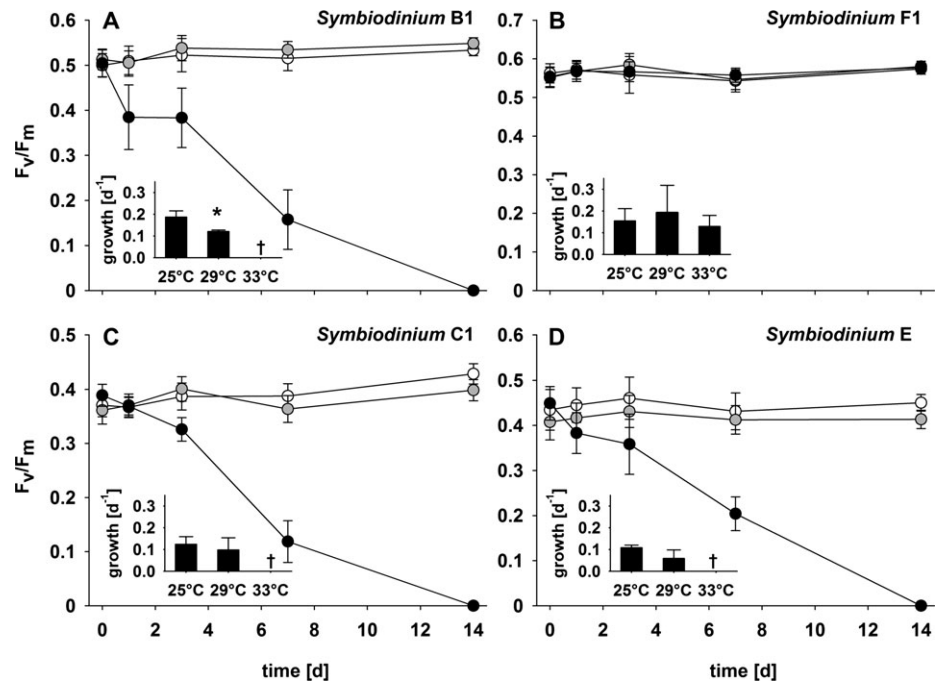 A
Symbiodinium B1
0.6
0.5
0.4
0.3
0.2
0.1
0
Fv/Fm
growth [d-1]
0.3
0.2
0.1
0.0
*
†
25°C 29°C 33°C
B
Symbiodinium F1
0.7
0.6
0.5
0.4
0.3
0.2
0.1
0
growth [d-1]
0.3
0.2
0.1
0.0
25°C 29°C 33°C
C
Symbiodinium C1
0.5
0.4
0.3
0.2
0.1
0
Fv/Fm
growth [d-1]
0.3
0.2
0.1
0.0
†
25°C 29°C 33°C
0 2 4 6 8 10 12 14
time [d]
D
Symbiodinium E
0.6
0.5
0.4
0.3
0.2
0.1
0
growth [d-1]
0.3
0.2
0.1
0.0
†
25°C 29°C 33°C
0 2 4 6 8 10 12 14
time [d]